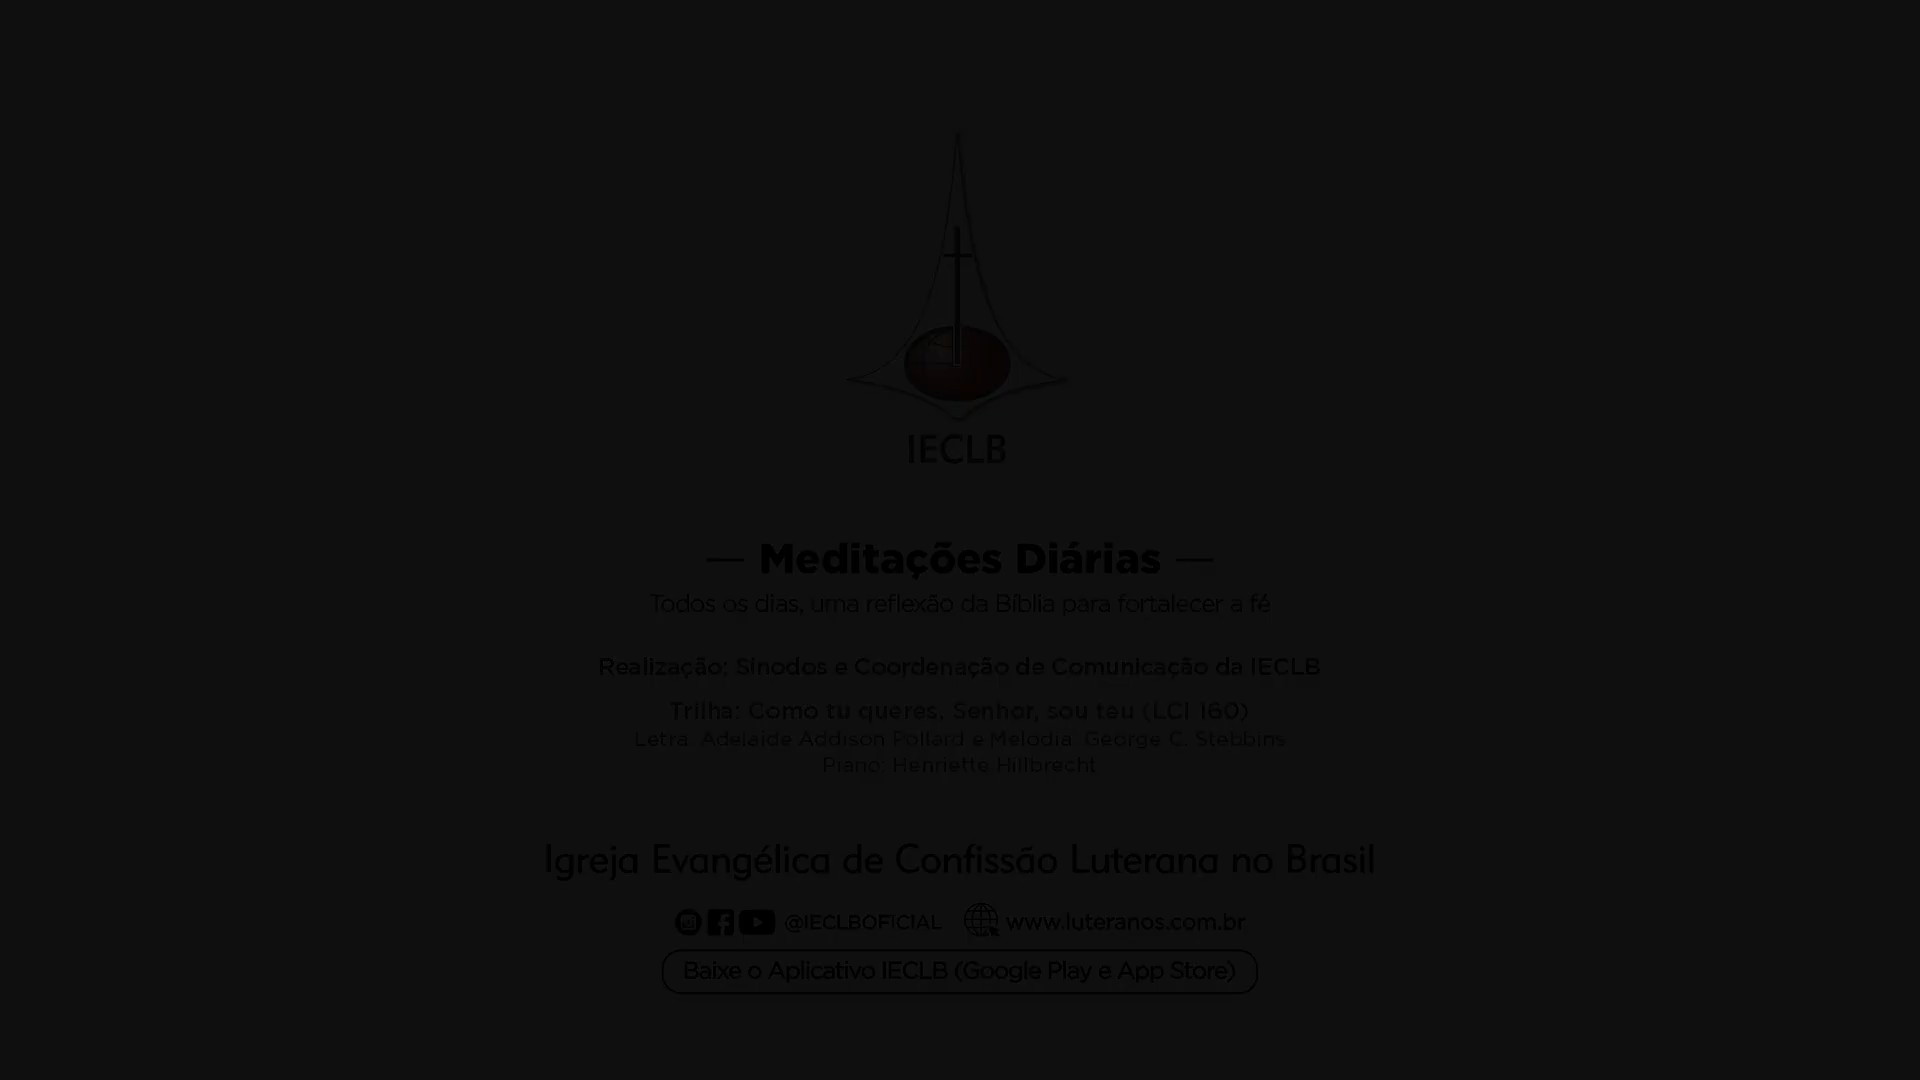 IECLB
Meditações Diárias
Todos os dias, uma reflexão da Bíblia para fortalecer a fé
Realização: Sínodos e Coordenação de Comunicação da IECLB
Trilha: Como tu queres, Senhor, sou teu (LCI 160)
Letra: Adelaide Addison Pollard e Melodia: George C. Stebbins
Piano: Henriette Hillbrecht
Igreja Evangélica de Confissão Luterana no Brasil
@IECLBOFICIAL www.luteranos.com.br
Baixe o Aplicativo IECLB (Google Play e App Store)